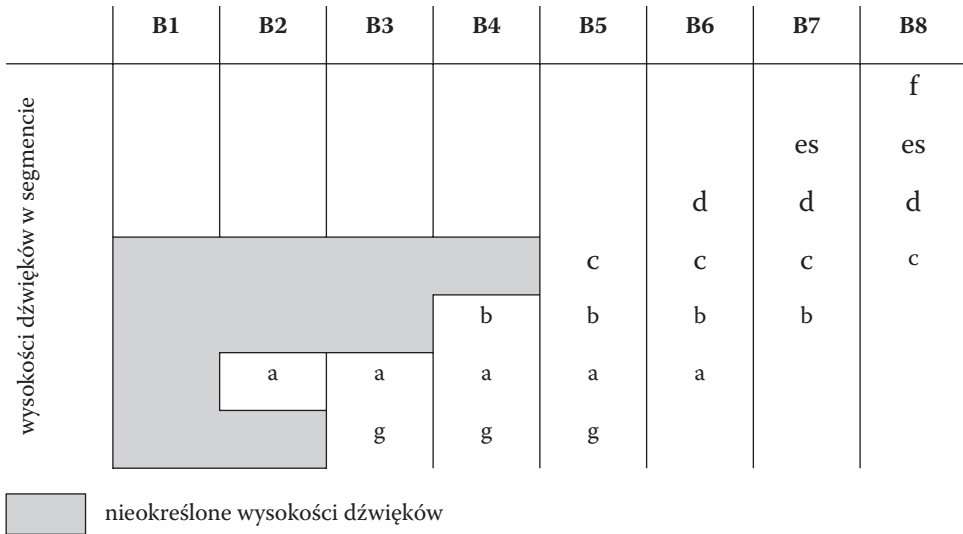 B1 B2 B3 B4 B5 B6 B7 B8
wysokości dźwięków w segmencie
f
es es
d d d
c c c c
b b b b
a a a a a
g g g
nieokreślone wysokości dźwięków